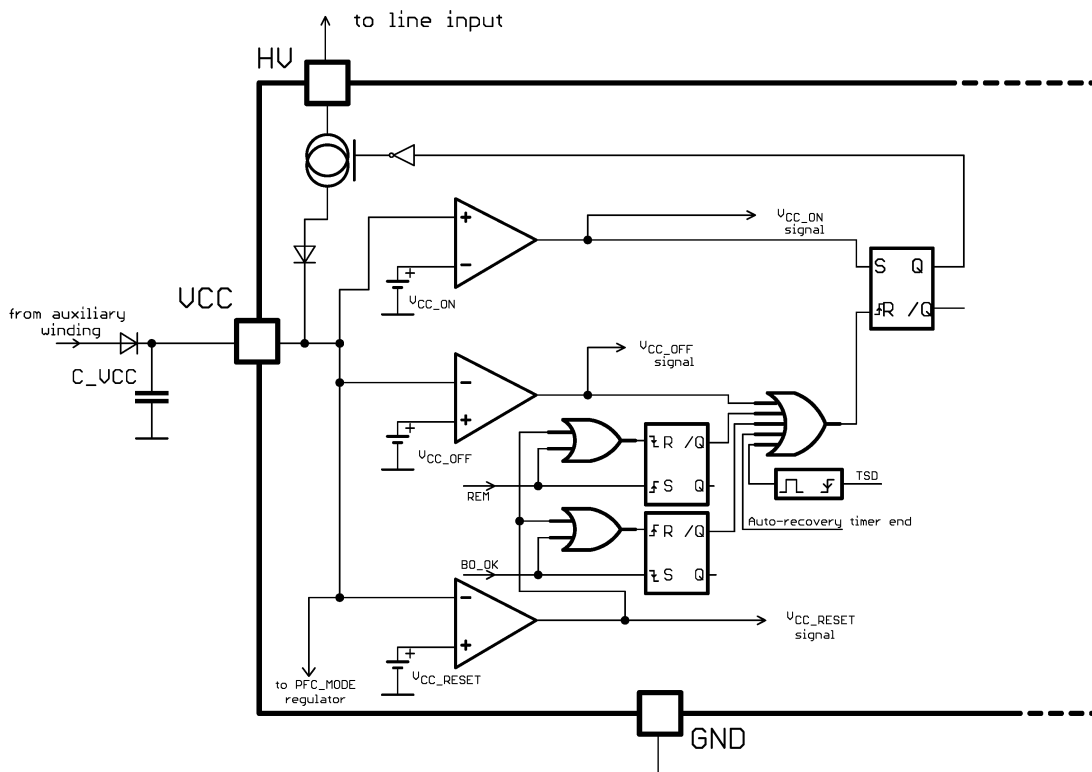 to line input
HV
+
VCC_ON
signal
S Q
-
+
VCC_ON
VCC
R /Q
from auxiliary
winding
VCC_OFF
signal
C_VCC
-
+
+
VCC_OFF
R /Q
REM
S Q
TSD
Auto-recovery timer end
R /Q
BO_OK
S Q
-
VCC_RESET
signal
+
+
VCC_RESET
to PFC_MODE
regulator
GND